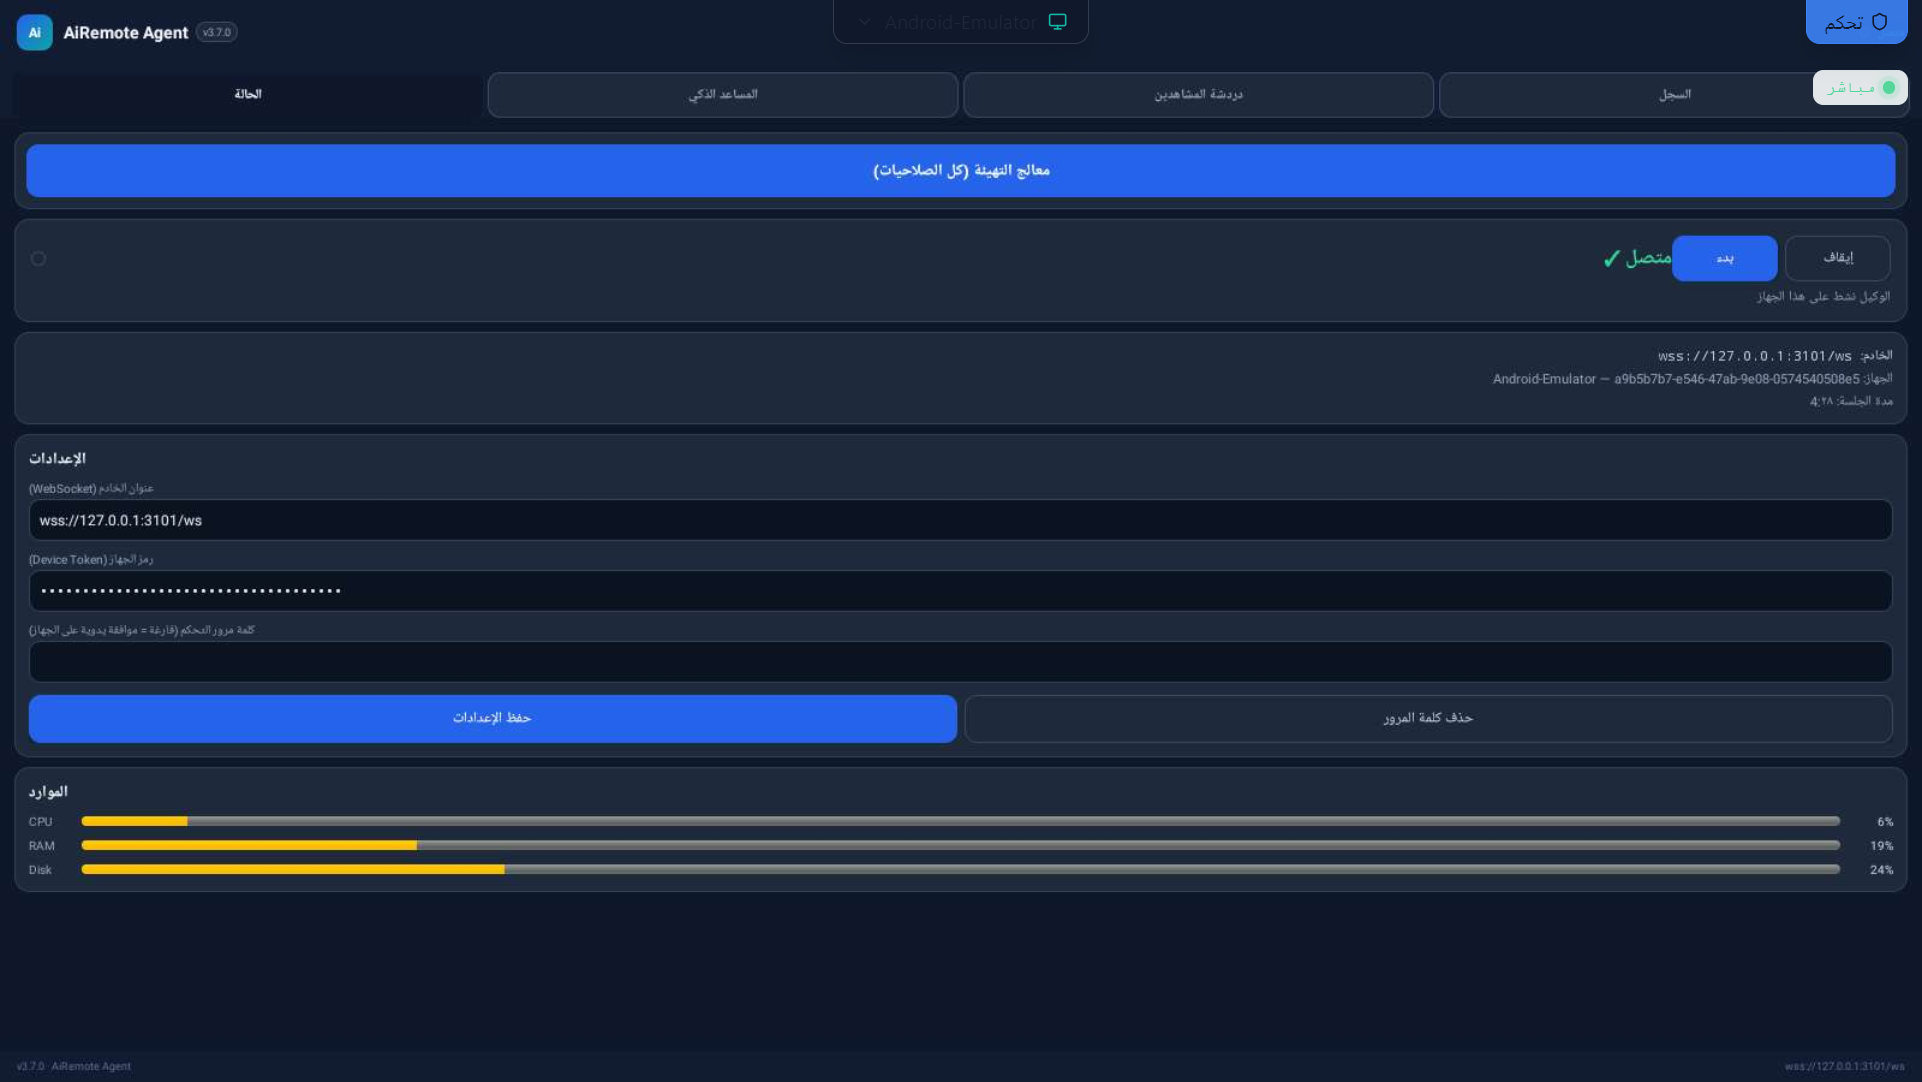 Ai AiRemote Agent v3.7.0
Android-Emulator
تحكم
مباشر
الحالة
المساعد الذكي
دردشة المشاهدين
السجل
معالج التهيئة (كل الصلاحيات)
إيقاف
بدء
متصل ✓
الوكيل نشط على هذا الجهاز
الخادم: wss://127.0.0.1:3101/ws
الجهاز: Android-Emulator — a9b5b7b7-e546-47ab-9e08-0574540508e5
مدة الجلسة: 4:٢٨
الإعدادات
عنوان الخادم (WebSocket)
wss://127.0.0.1:3101/ws
رمز الجهاز (Device Token)
كلمة مرور التحكم (فارغة = موافقة يدوية على الجهاز)
حفظ الإعدادات
حذف كلمة المرور
الموارد
CPU 6%
RAM 19%
Disk 24%
v3.7.0 AiRemote Agent
wss://127.0.0.1:3101/ws